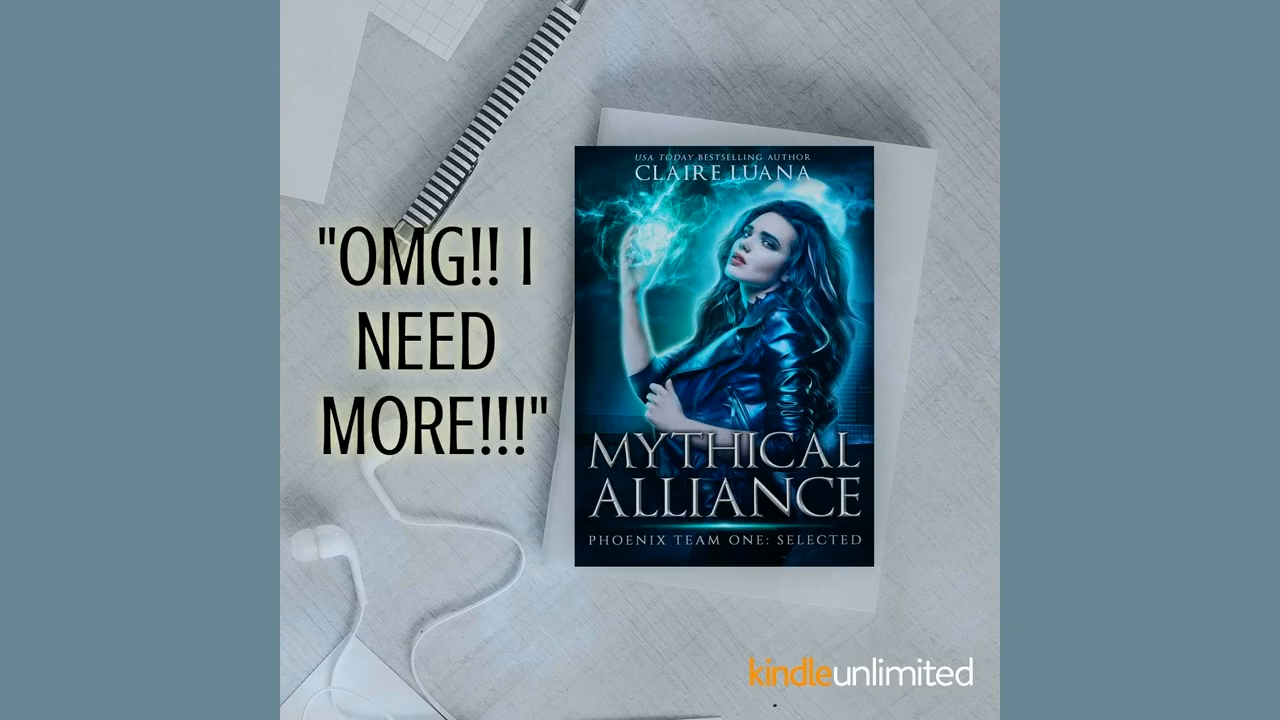 "OMG!! I
NEED
MORE!!!"
USA TODAY BESTSELLING AUTHOR
CLAIRE LUANA
MYTHICAL
ALLIANCE
PHOENIX TEAM ONE: SELECTED
kindleunlimited